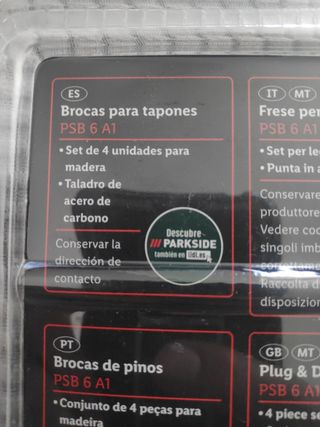 ES
Brocas para tapones
PSB 6 A1
• Set de 4 unidades para
madera
• Taladro de
acero de
carbono
Conservar la
dirección de
contacto
Descubre
/// PARKSIDE
también en lidl.es
IT MT
Frese per
PSB 6 A1
• Set per le
• Punta in a
Conservare
produttore
Vedere co
singoli imb
Raccolta d
disposizion
PT
Brocas de pinos
PSB 6 A1
• Conjunto de 4 peças para
madeira
GB MT
Plug & D
PSB 6 A1
• 4 piece se